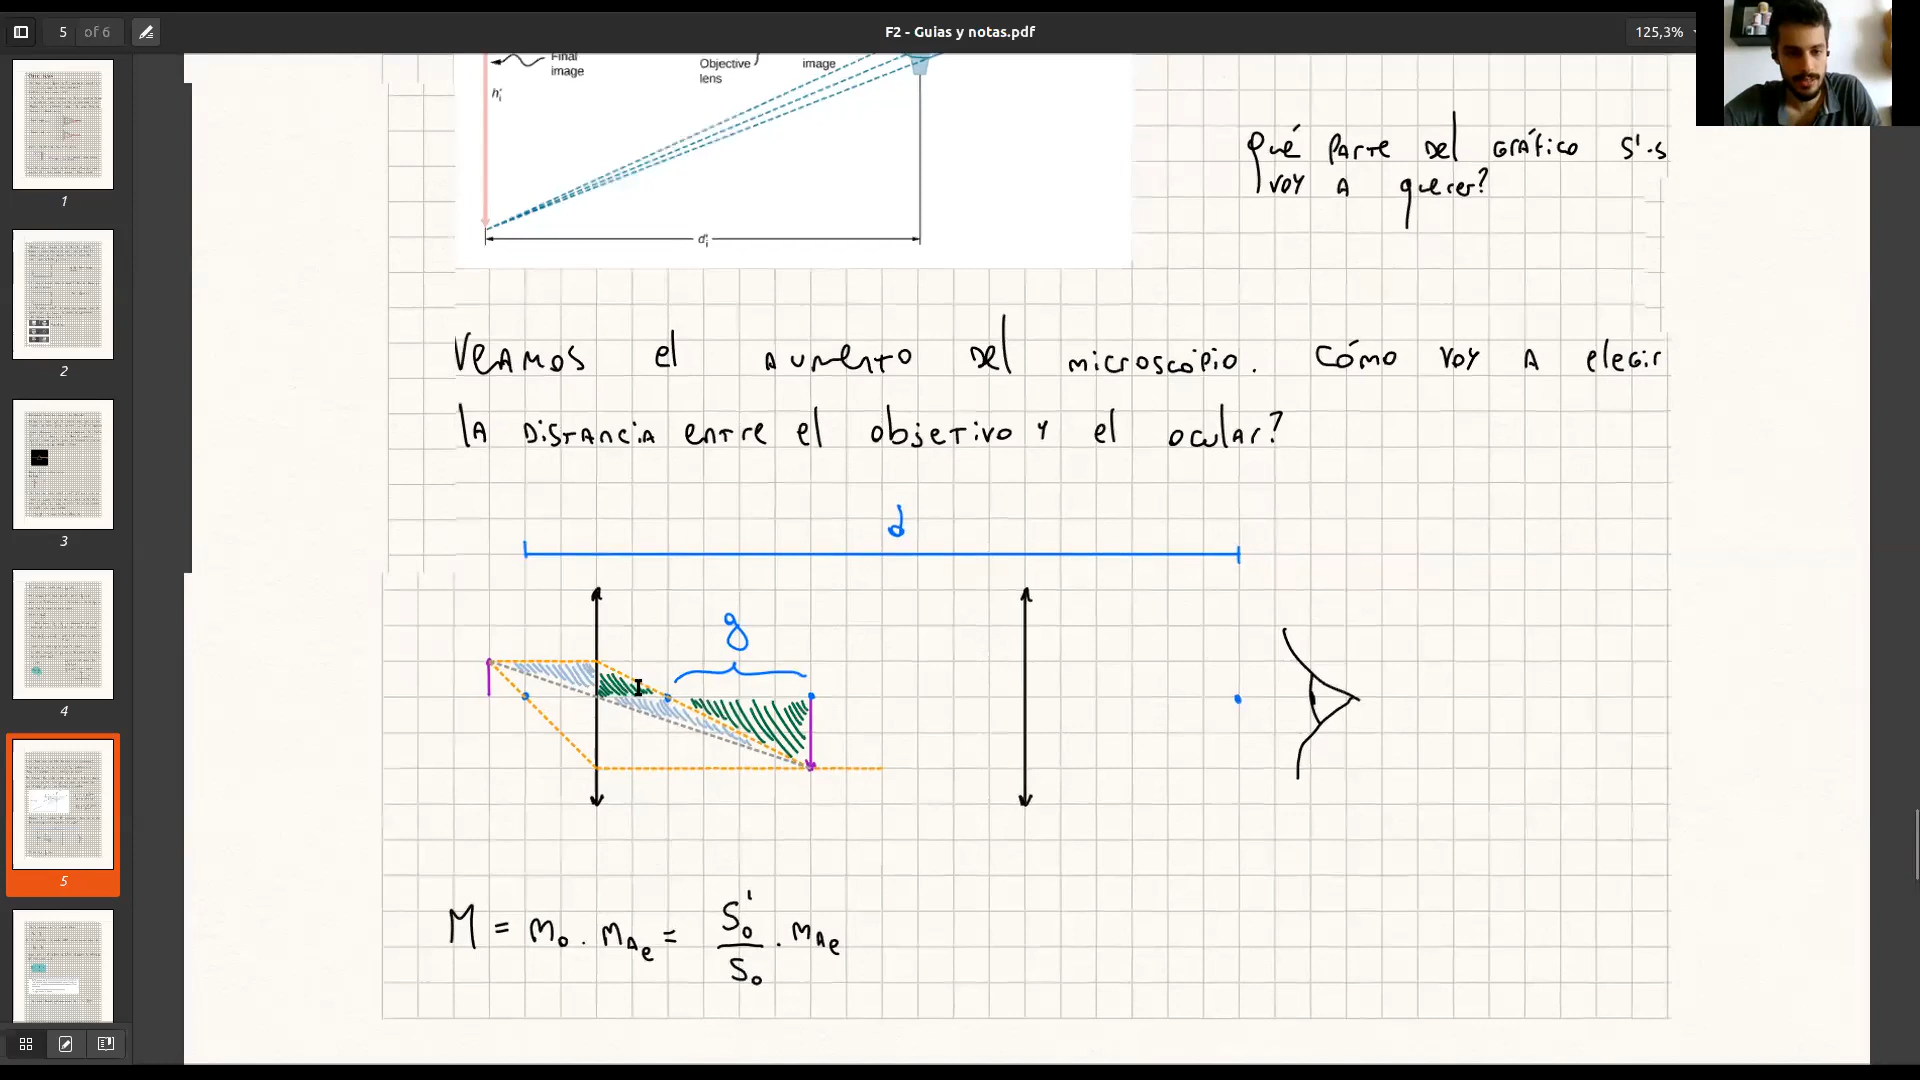 5 of 6
F2 - Guias y notas.pdf
125,3%
Final
image
Objective
lens
image
h'i
d'i
Qué parte del gráfico s'-s
voy a querer?
Veamos el aumento del microscopio. Cómo voy a elegir
la distancia entre el objetivo y el ocular?
d
g
M = mo . mAe = So' / So . mAe
1
2
3
4
5